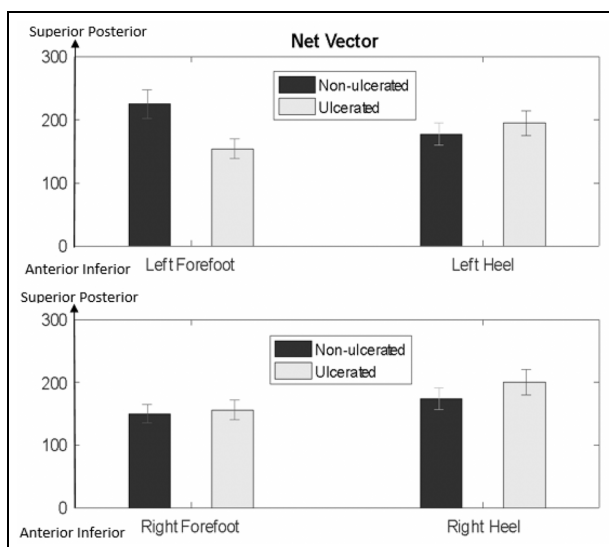 Superior Posterior
Net Vector
300
Non-ulcerated
Ulcerated
200
100
0
Anterior Inferior
Left Forefoot
Left Heel
Superior Posterior
300
Non-ulcerated
Ulcerated
200
100
0
Anterior Inferior
Right Forefoot
Right Heel